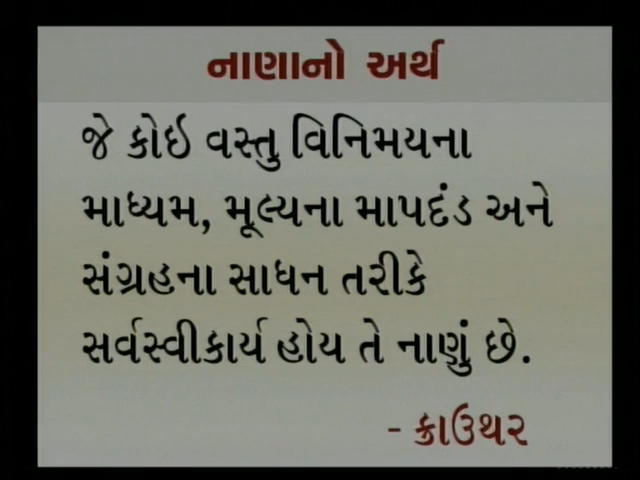 નાણાનો અર્થ
જે કોઇ વસ્તુ વિનિમયના
માધ્યમ, મૂલ્યના માપદંડ અને
સંગ્રહના સાધન તરીકે
સર્વસ્વીકાર્ય હોય તે નાણું છે.
- ક્રાઉથર